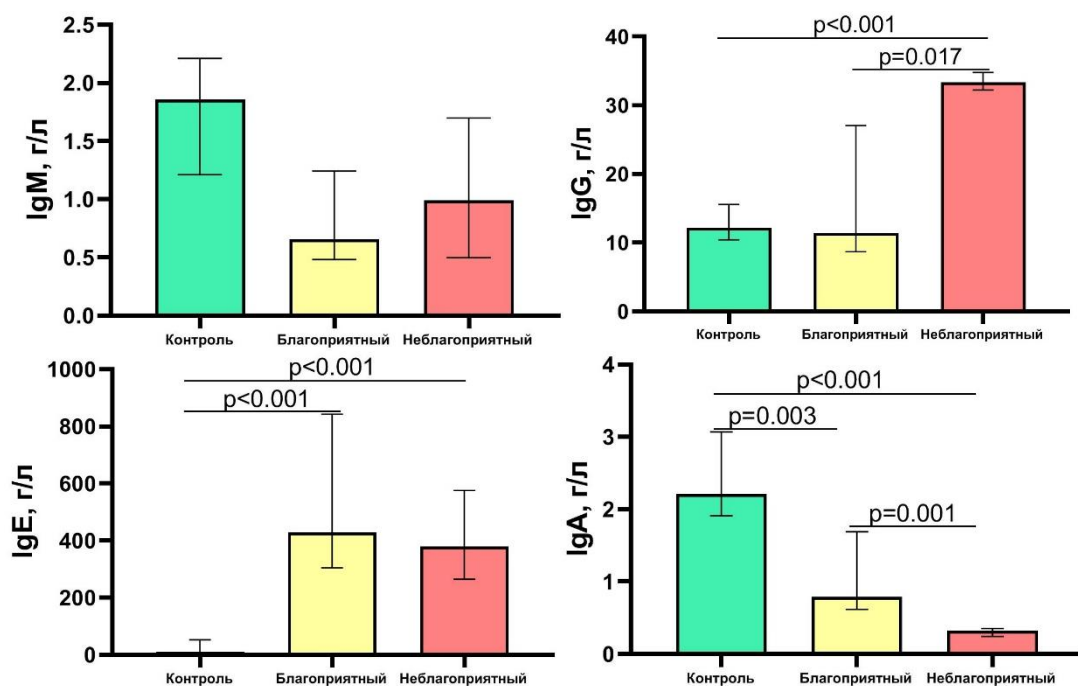 IgM, г/л
2.5
2.0
1.5
1.0
0.5
0.0
Контроль
Благоприятный
Неблагоприятный
IgG, г/л
40
30
20
10
0
p<0.001
p=0.017
Контроль
Благоприятный
Неблагоприятный
IgE, г/л
1000
800
600
400
200
0
p<0.001
p<0.001
Контроль
Благоприятный
Неблагоприятный
IgA, г/л
4
3
2
1
0
p<0.001
p=0.003
p=0.001
Контроль
Благоприятный
Неблагоприятный